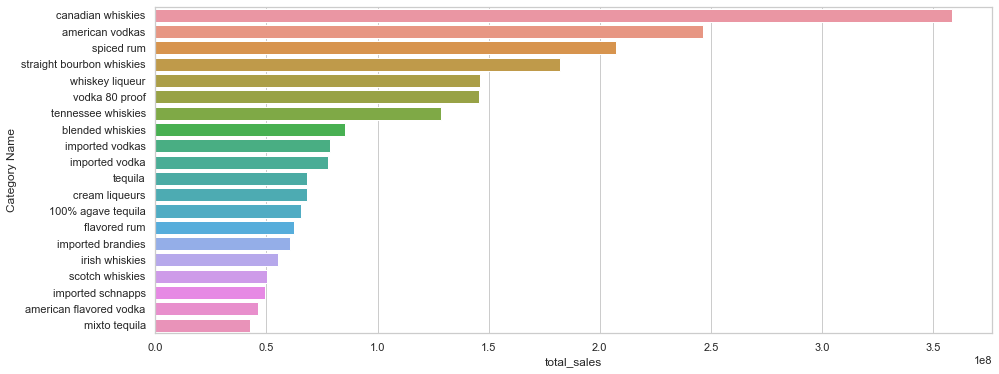 canadian whiskies
american vodkas
spiced rum
straight bourbon whiskies
whiskey liqueur
vodka 80 proof
tennessee whiskies
blended whiskies
imported vodkas
imported vodka
tequila
cream liqueurs
100% agave tequila
flavored rum
imported brandies
irish whiskies
scotch whiskies
imported schnapps
american flavored vodka
mixto tequila
Category Name
0.0 0.5 1.0 1.5 2.0 2.5 3.0 3.5
1e8
total_sales